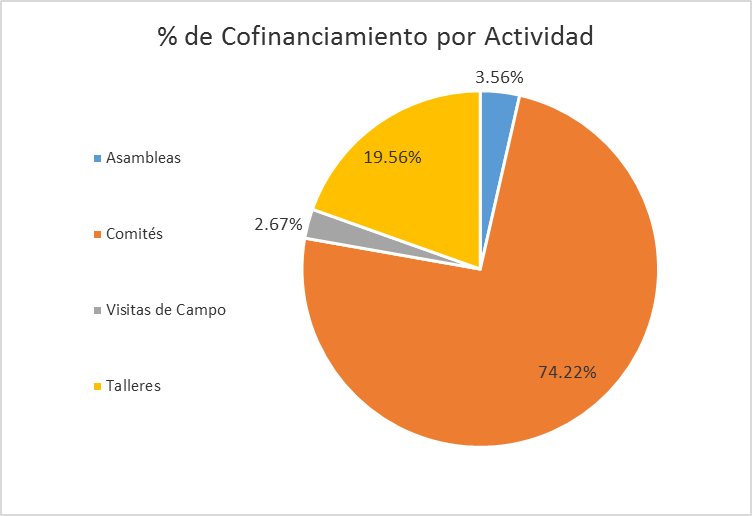 % de Cofinanciamiento por Actividad
3.56%
Asambleas
19.56%
Comités
2.67%
Visitas de Campo
74.22%
Talleres